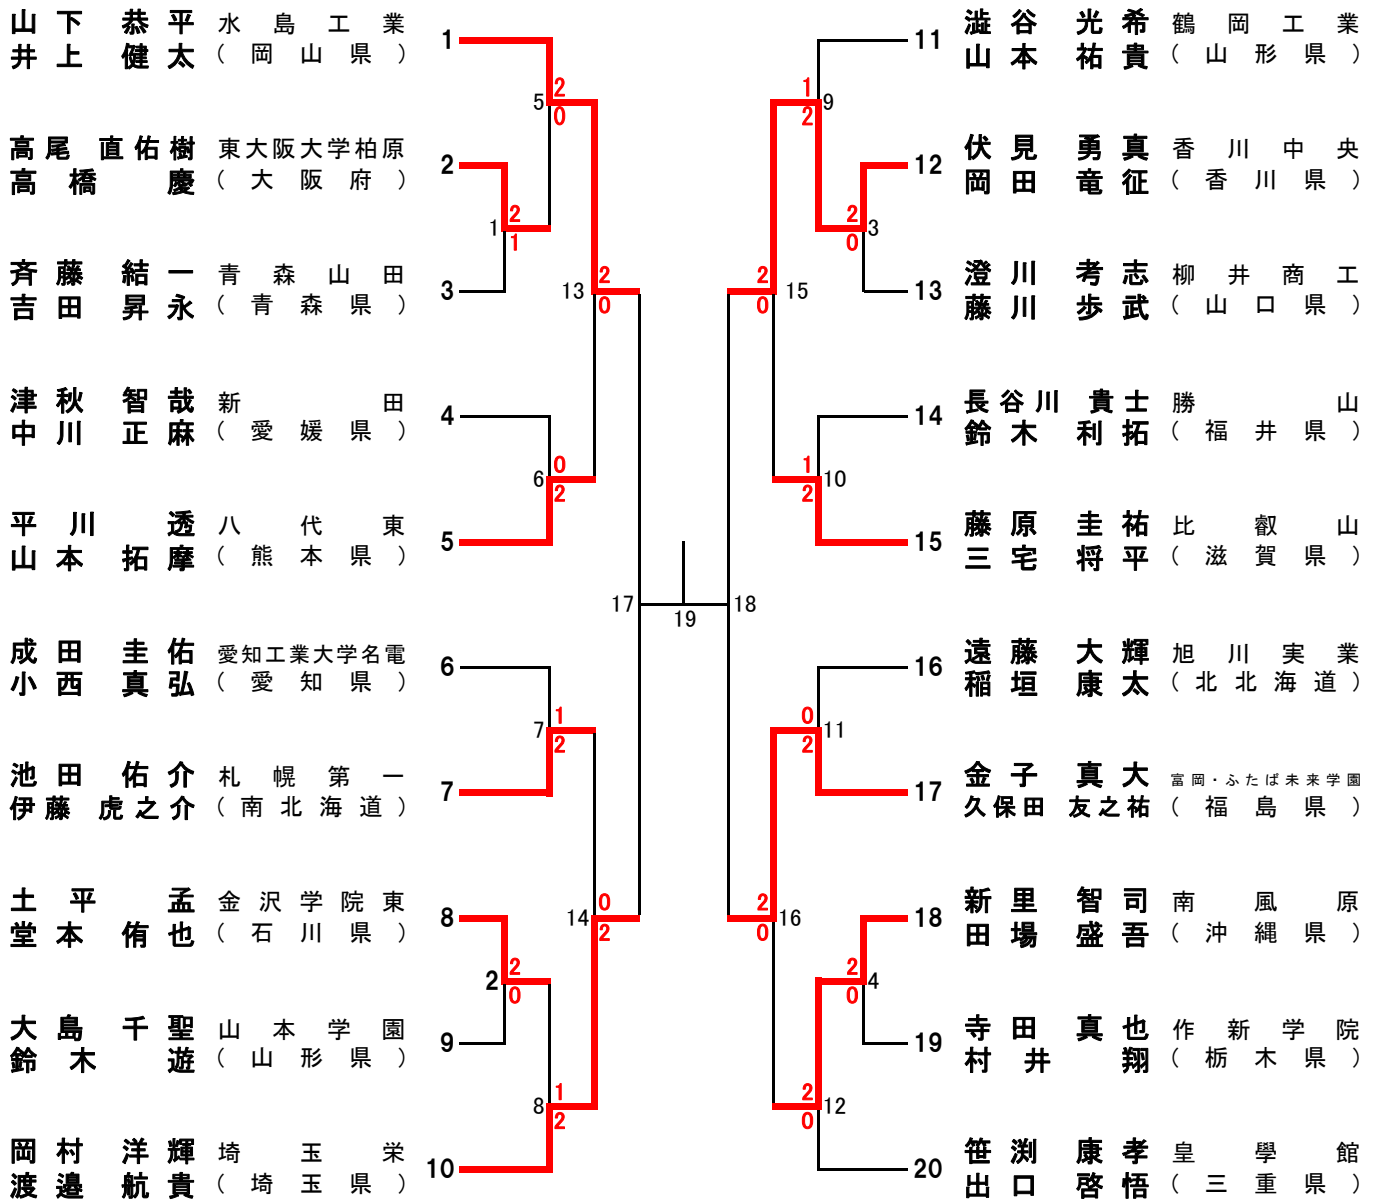 山下 恭平 水島工業
井上 健太 (岡山県)
1
高尾 直佑樹 東大阪大学柏原
高橋 慶 (大阪府)
2
斉藤 結一 青森山田
吉田 昇永 (青森県)
3
津秋 智哉 新田
中川 正麻 (愛媛県)
4
平川 透 八代東
山本 拓摩 (熊本県)
5
成田 圭佑 愛知工業大学名電
小西 真弘 (愛知県)
6
池田 佑介 札幌第一
伊藤 虎之介 (南北海道)
7
土平 孟 金沢学院東
堂本 侑也 (石川県)
8
大島 千聖 山本学園
鈴木 遊 (山形県)
9
岡村 洋輝 埼玉栄
渡邉 航貴 (埼玉県)
10
5
2
0
1
2
1
13
2
0
6
0
2
7
1
2
14
0
2
2
2
0
8
1
2
17
19
18
1
2
9
2
0
3
2
0
15
1
2
10
0
2
11
2
0
16
2
0
4
2
0
12
11
澁谷 光希 鶴岡工業
山本 祐貴 (山形県)
12
伏見 勇真 香川中央
岡田 竜征 (香川県)
13
澄川 考志 柳井商工
藤川 歩武 (山口県)
14
長谷川 貴士 勝山
鈴木 利拓 (福井県)
15
藤原 圭祐 比叡山
三宅 将平 (滋賀県)
16
遠藤 大輝 旭川実業
稲垣 康太 (北北海道)
17
金子 真大 富岡・ふたば未来学園
久保田 友之祐 (福島県)
18
新里 智司 南風原
田場 盛吾 (沖縄県)
19
寺田 真也 作新学院
村井 翔 (栃木県)
20
笹渕 康孝 皇學館
出口 啓悟 (三重県)